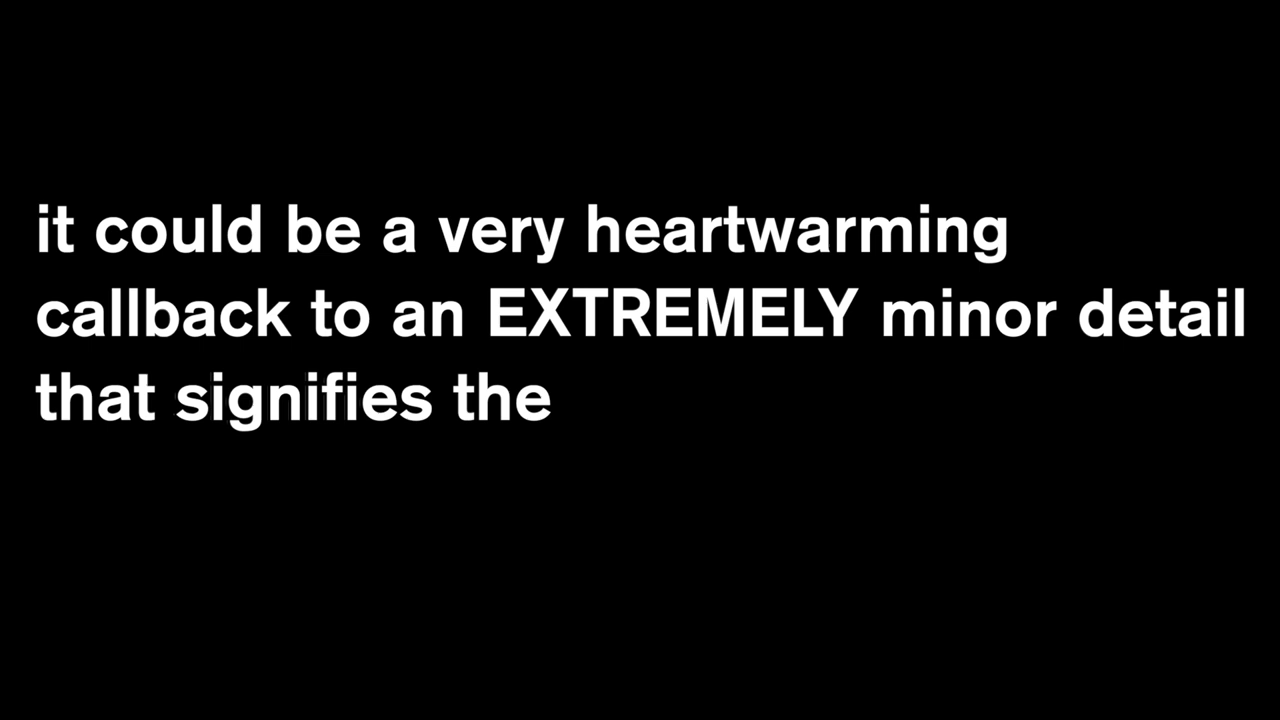 it could be a very heartwarming
callback to an EXTREMELY minor detail
that signifies the